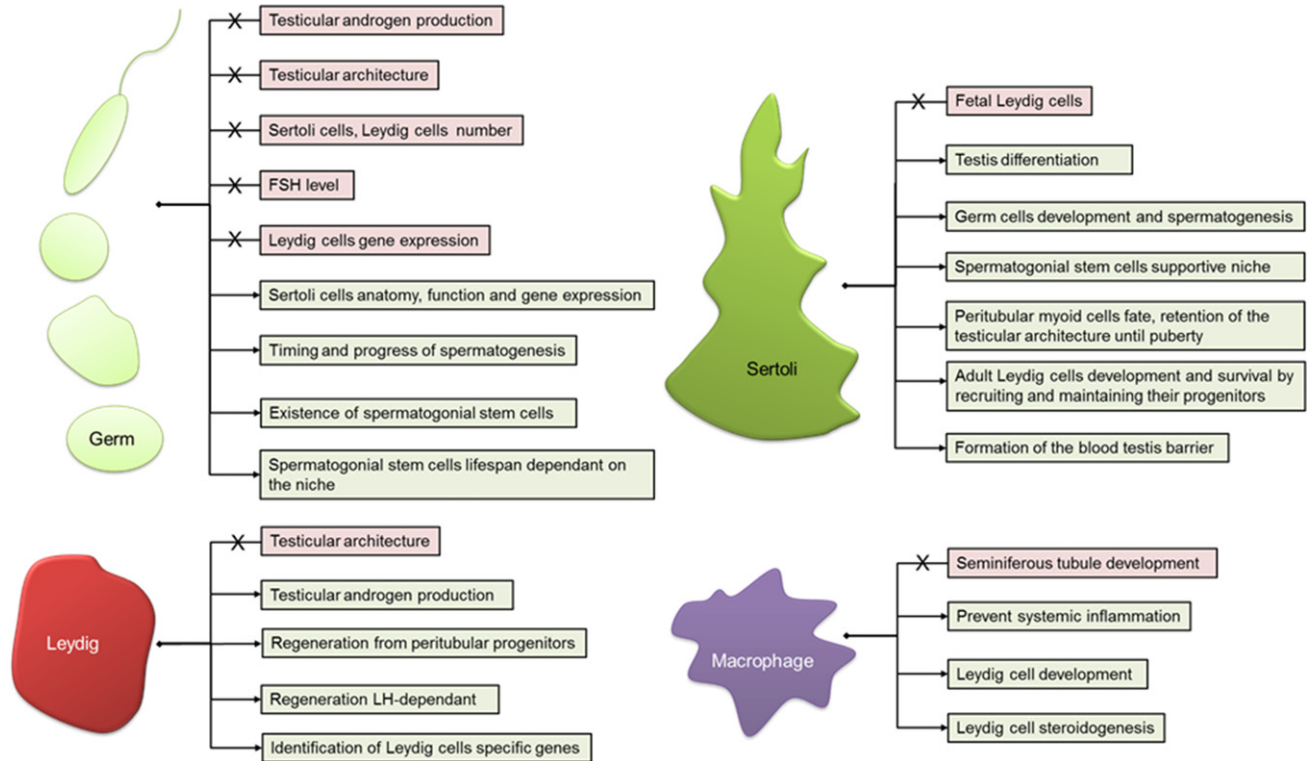 Testicular androgen production
Testicular architecture
Sertoli cells, Leydig cells number
FSH level
Leydig cells gene expression
Sertoli cells anatomy, function and gene expression
Timing and progress of spermatogenesis
Existence of spermatogonial stem cells
Spermatogonial stem cells lifespan dependant on
the niche
Germ
Fetal Leydig cells
Testis differentiation
Germ cells development and spermatogenesis
Spermatogonial stem cells supportive niche
Peritubular myoid cells fate, retention of the
testicular architecture until puberty
Adult Leydig cells development and survival by
recruiting and maintaining their progenitors
Formation of the blood testis barrier
Sertoli
Testicular architecture
Testicular androgen production
Regeneration from peritubular progenitors
Regeneration LH-dependant
Identification of Leydig cells specific genes
Leydig
Seminiferous tubule development
Prevent systemic inflammation
Leydig cell development
Leydig cell steroidogenesis
Macrophage